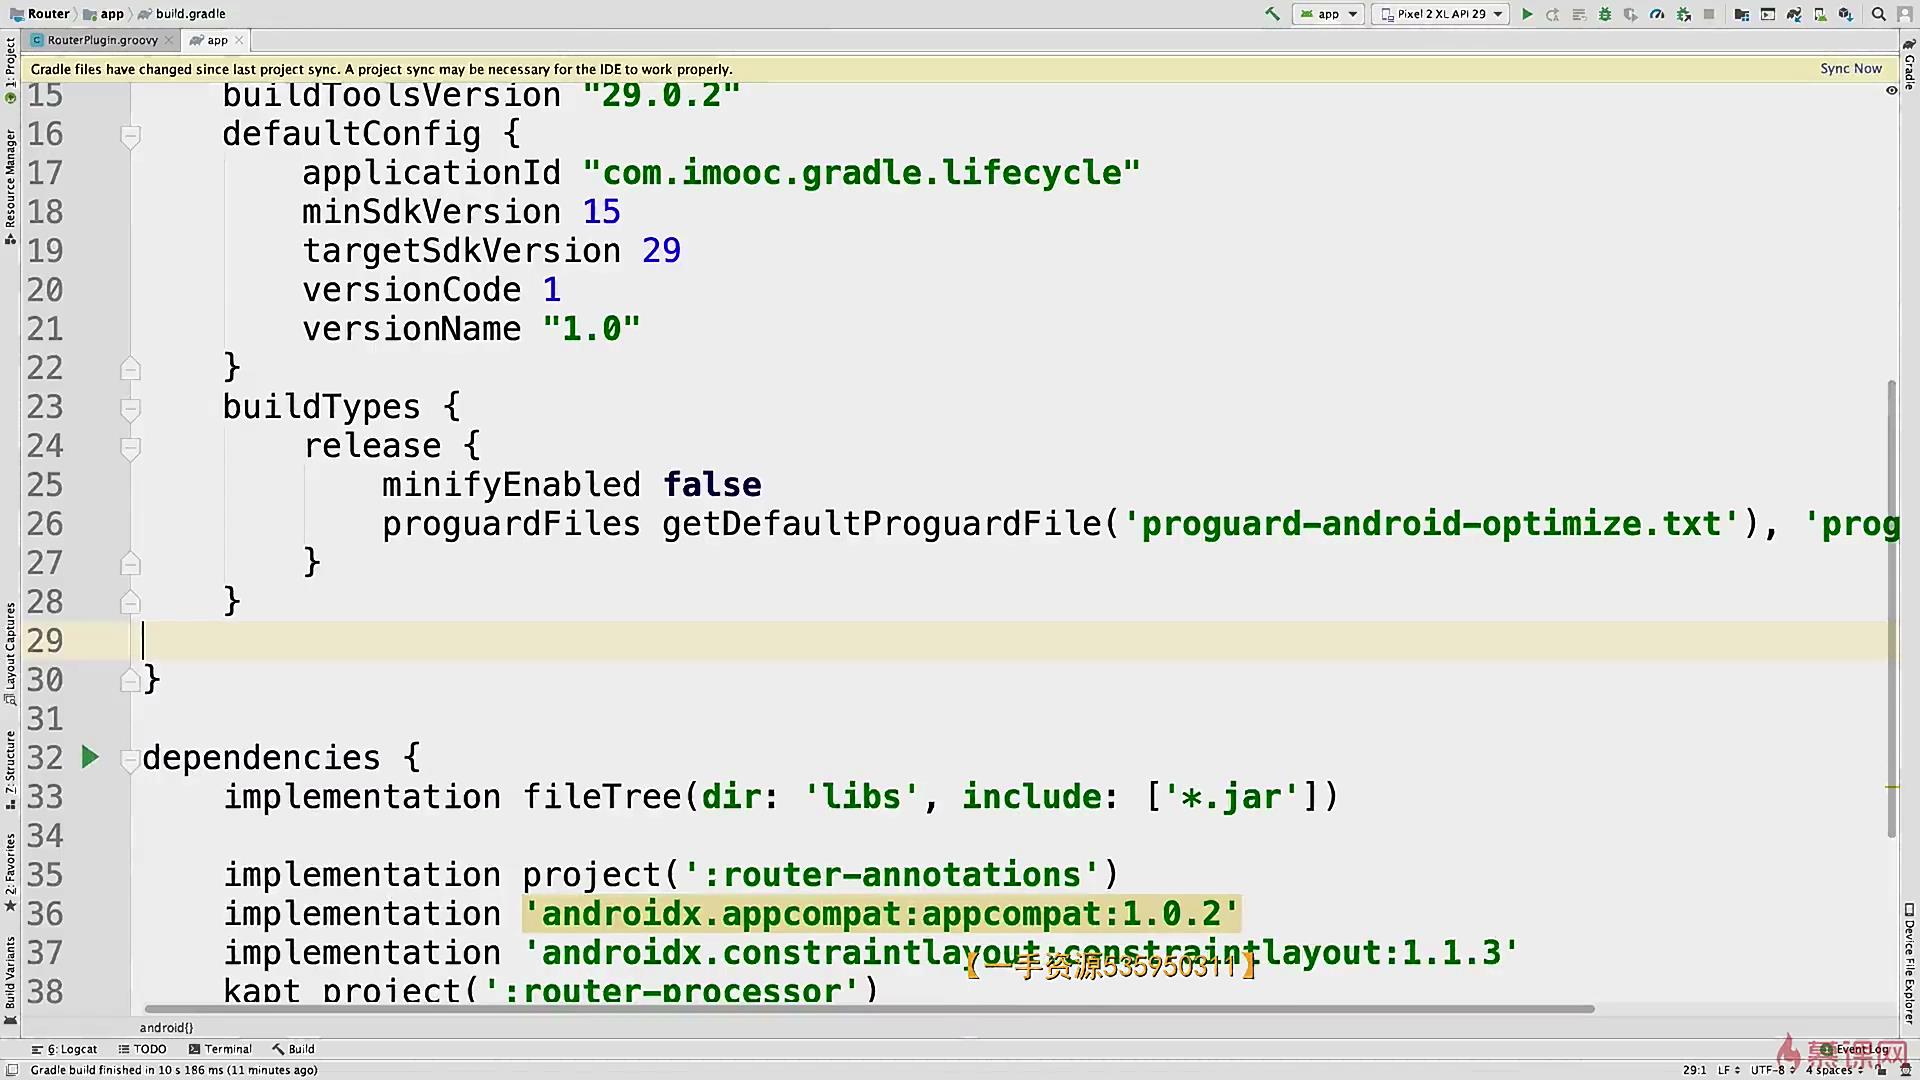 Router app build.gradle
app Pixel 2 XL API 29
RouterPlugin.groovy app
Gradle files have changed since last project sync. A project sync may be necessary for the IDE to work properly. Sync Now
15 buildToolsVersion "29.0.2"
16 defaultConfig {
17 applicationId "com.imooc.gradle.lifecycle"
18 minSdkVersion 15
19 targetSdkVersion 29
20 versionCode 1
21 versionName "1.0"
22 }
23 buildTypes {
24 release {
25 minifyEnabled false
26 proguardFiles getDefaultProguardFile('proguard-android-optimize.txt'), 'prog
27 }
28 }
29
30 }
31
32 dependencies {
33 implementation fileTree(dir: 'libs', include: ['*.jar'])
34
35 implementation project(':router-annotations')
36 implementation 'androidx.appcompat:appcompat:1.0.2'
37 implementation 'androidx.constraintlayout:constraintlayout:1.1.3'
【一手资源535950311】
38 kapt project(':router-processor')
android{}
6: Logcat TODO Terminal Build Event Log
Gradle build finished in 10 s 186 ms (11 minutes ago) 29:1 LF UTF-8 4 spaces
慕课网
1: Project
Resource Manager
Layout Captures
7: Structure
2: Favorites
Build Variants
Gradle
Device File Explorer